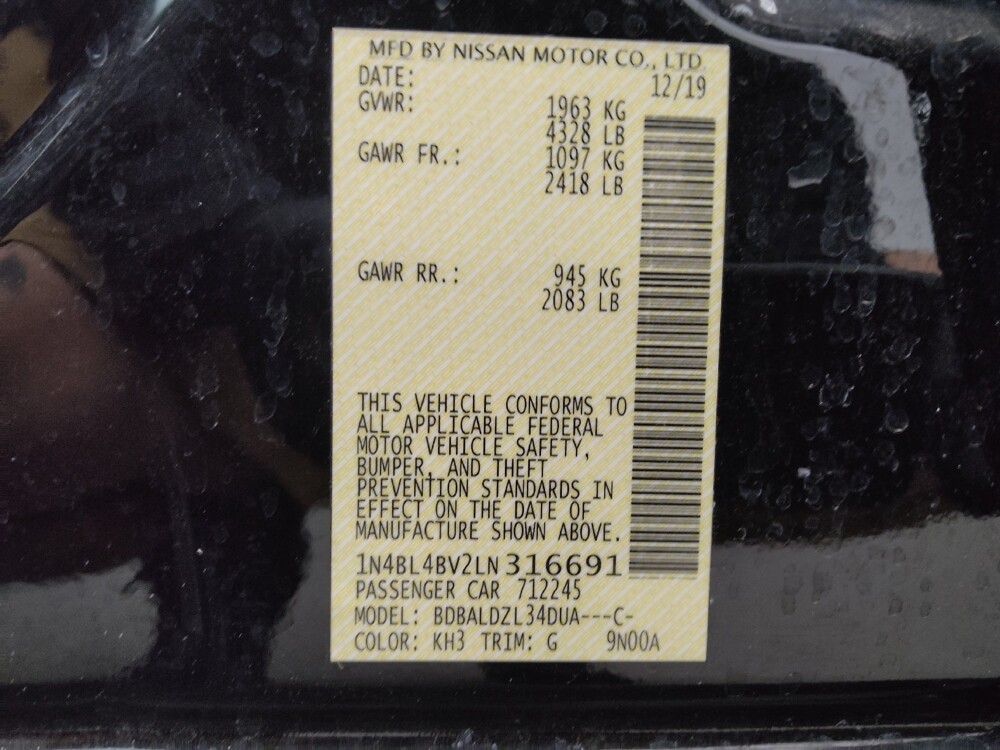 MFD BY NISSAN MOTOR CO., LTD.
DATE: 12/19
GVWR: 1963 KG
4328 LB
GAWR FR.: 1097 KG
2418 LB
GAWR RR.: 945 KG
2083 LB
THIS VEHICLE CONFORMS TO
ALL APPLICABLE FEDERAL
MOTOR VEHICLE SAFETY,
BUMPER, AND THEFT
PREVENTION STANDARDS IN
EFFECT ON THE DATE OF
MANUFACTURE SHOWN ABOVE.
1N4BL4BV2LN316691
PASSENGER CAR 712245
MODEL: BDBALDZL34DUA---C-
COLOR: KH3 TRIM: G 9N00A